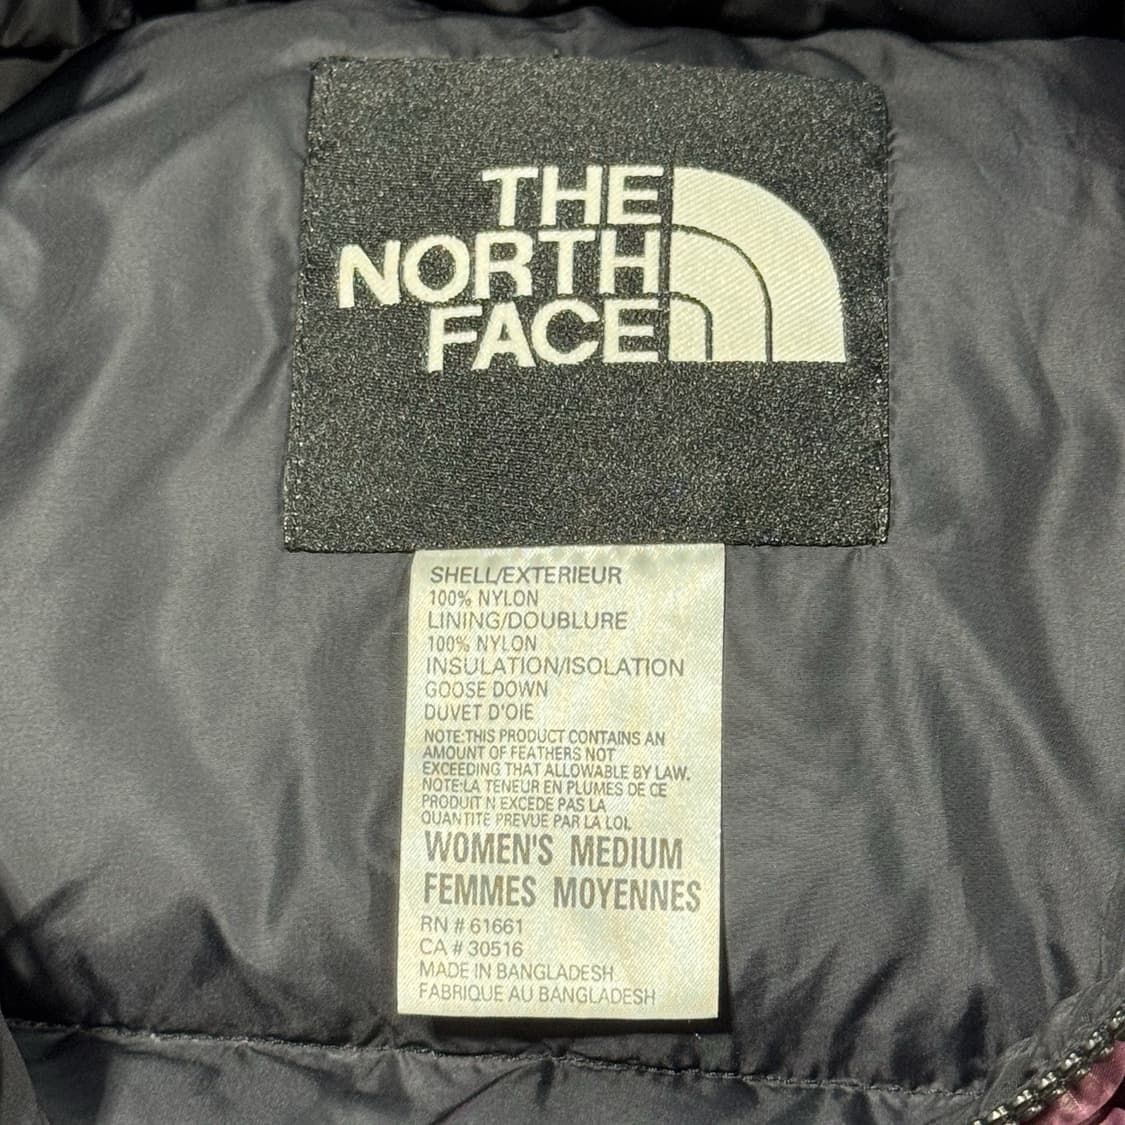 THE
NORTH
FACE
SHELL/EXTERIEUR
100% NYLON
LINING/DOUBLURE
100% NYLON
INSULATION/ISOLATION
GOOSE DOWN
DUVET D'OIE
NOTE:THIS PRODUCT CONTAINS AN
AMOUNT OF FEATHERS NOT
EXCEEDING THAT ALLOWABLE BY LAW.
NOTE:LA TENEUR EN PLUMES DE CE
PRODUIT N EXCEDE PAS LA
QUANTITE PREVUE PAR LA LOI.
WOMEN'S MEDIUM
FEMMES MOYENNES
RN # 61661
CA # 30516
MADE IN BANGLADESH
FABRIQUE AU BANGLADESH